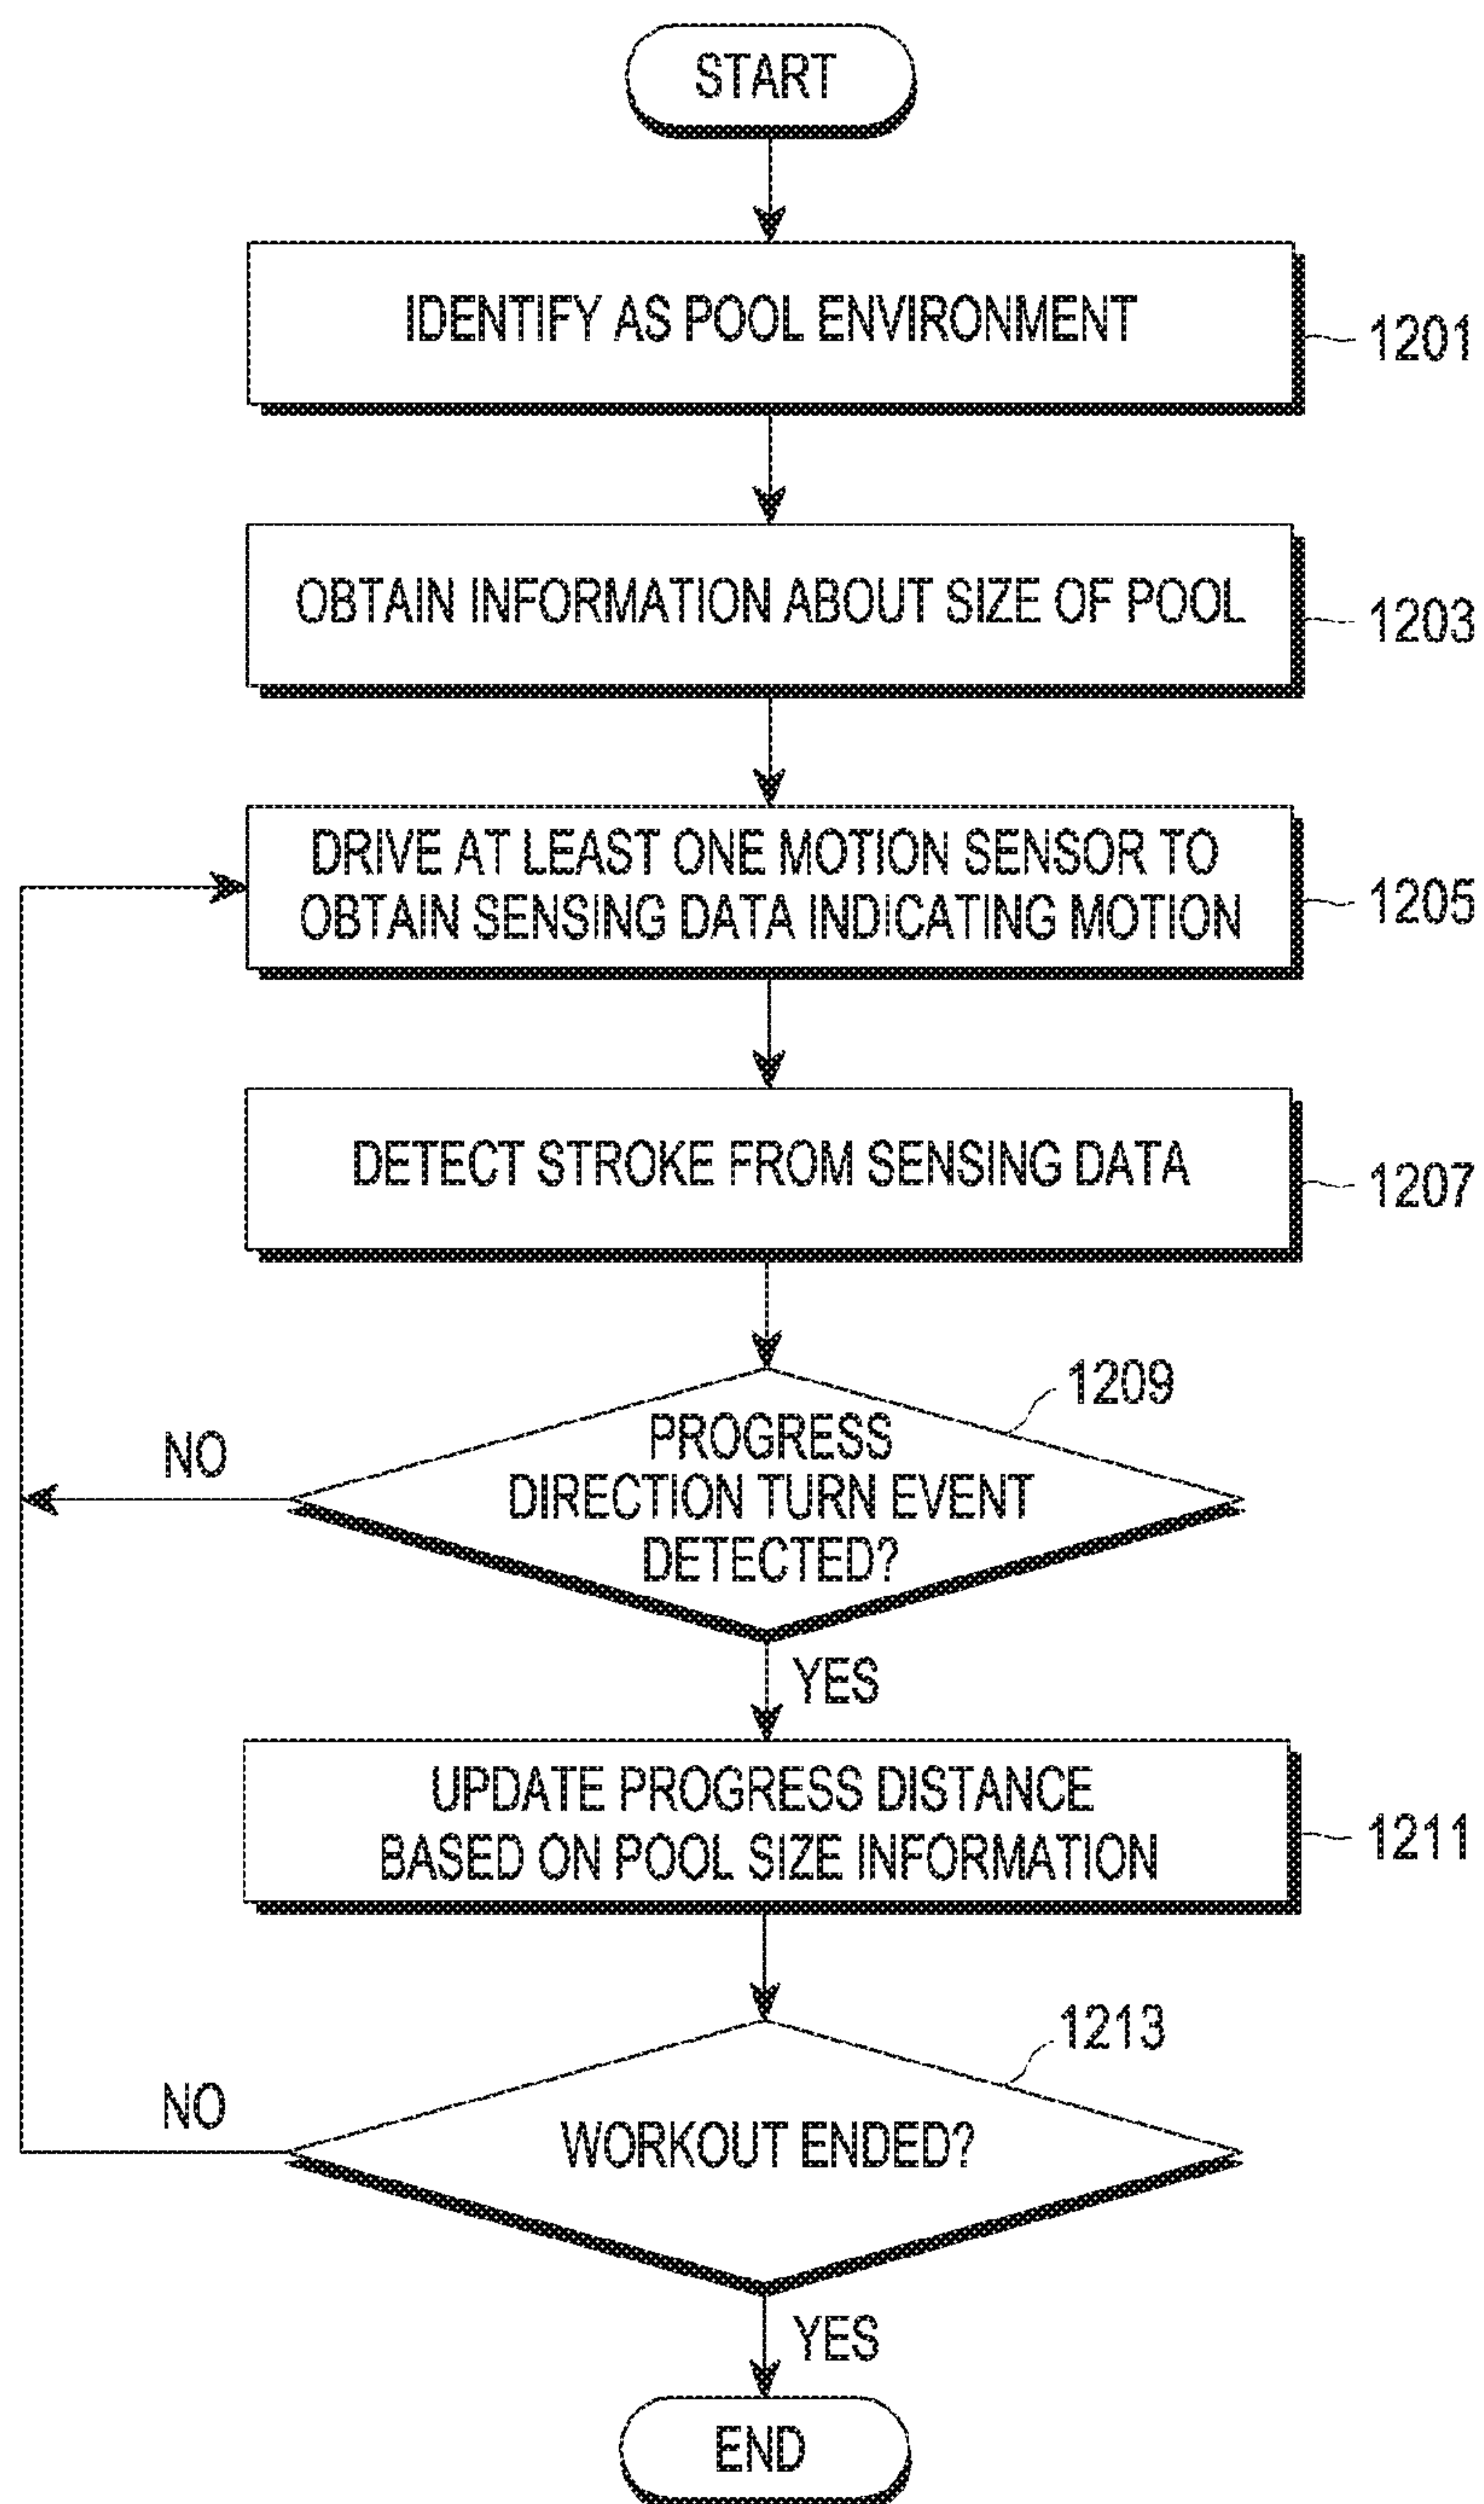 START
IDENTIFY AS POOL ENVIRONMENT
1201
OBTAIN INFORMATION ABOUT SIZE OF POOL
1203
DRIVE AT LEAST ONE MOTION SENSOR TO
OBTAIN SENSING DATA INDICATING MOTION
1205
DETECT STROKE FROM SENSING DATA
1207
1209
PROGRESS
DIRECTION TURN EVENT
DETECTED?
NO
YES
UPDATE PROGRESS DISTANCE
BASED ON POOL SIZE INFORMATION
1211
1213
WORKOUT ENDED?
NO
YES
END